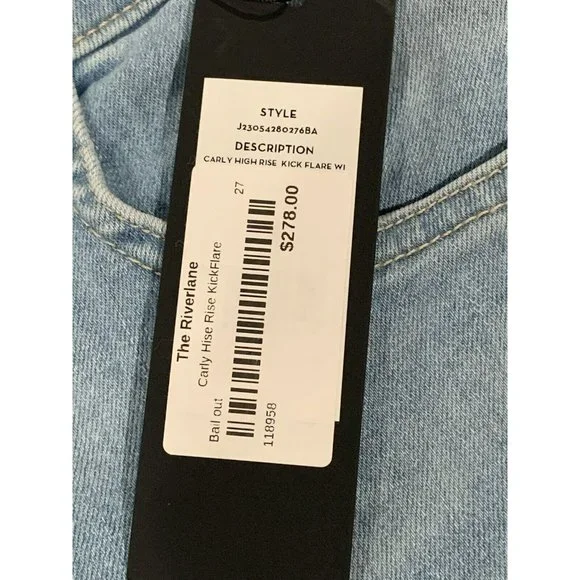 STYLE
J23054280276BA
DESCRIPTION
CARLY HIGH RISE KICK FLARE WI
The Riverlane
Carly Hise Rise KickFlare
27
Bail out
118958
$278.00